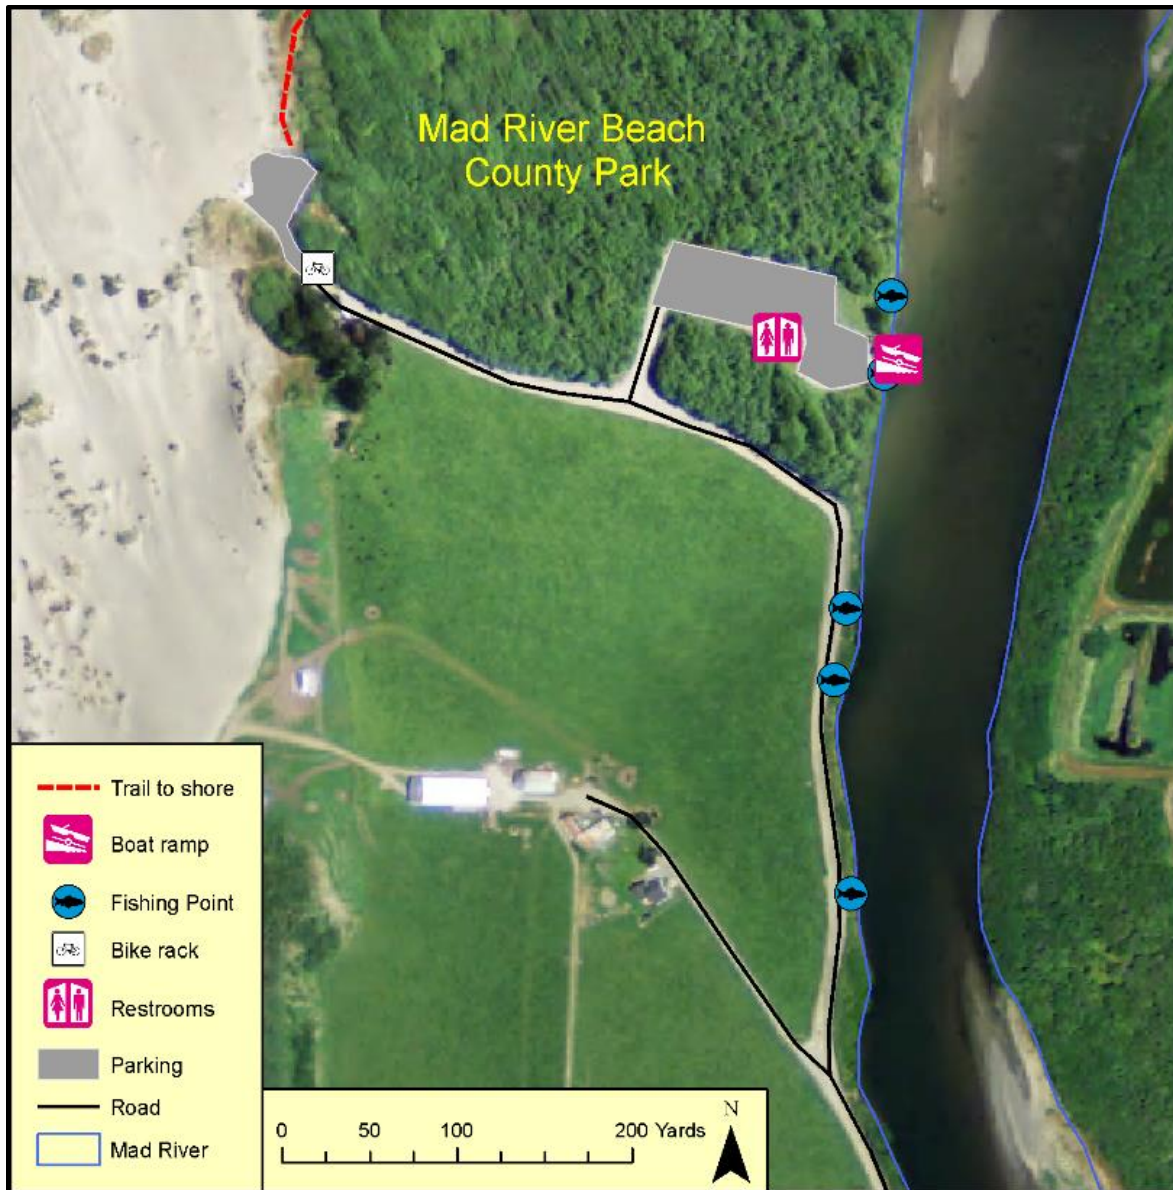 Mad River Beach
County Park
Trail to shore
Boat ramp
Fishing Point
Bike rack
Restrooms
Parking
Road
Mad River
0 50 100 200 Yards
N